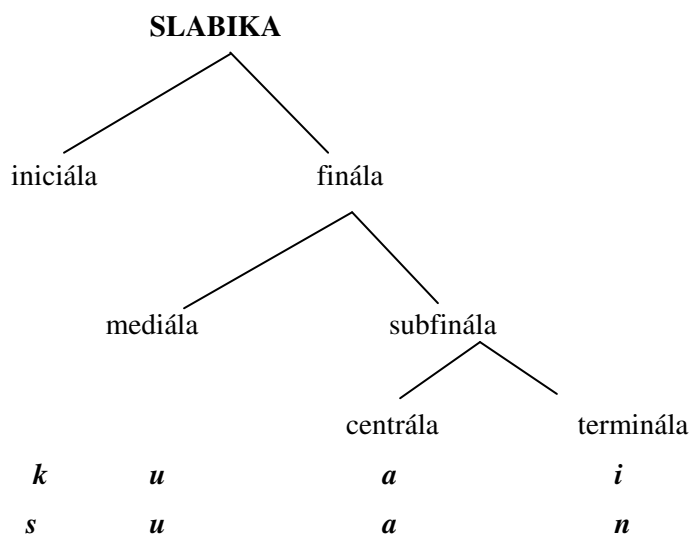 SLABIKA
iniciála finála
mediála subfinála
centrála terminála
k u a i
s u a n